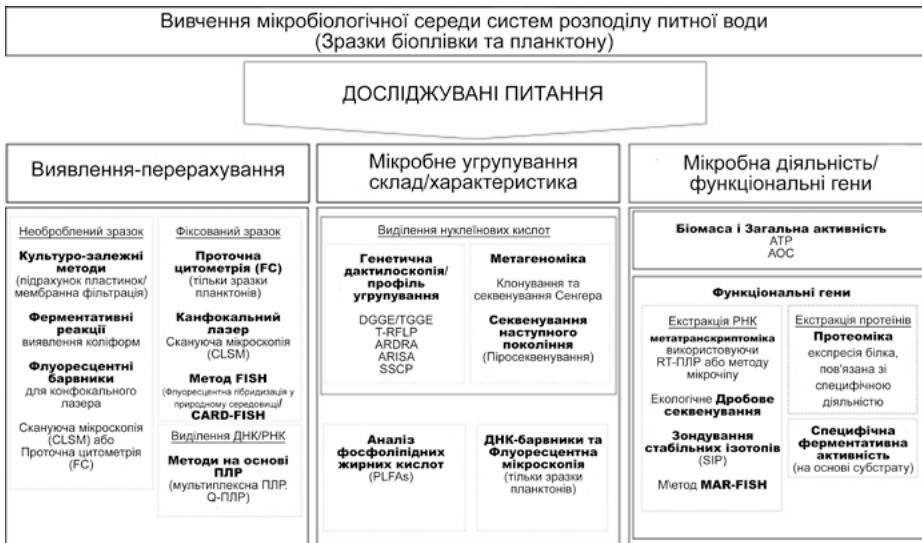 Вивчення мікробіологічної середи систем розподілу питної води
(Зразки біоплівки та планктону)
ДОСЛІДЖУВАНІ ПИТАННЯ
Виявлення-перерахування
Необроблений зразок
Культуро-залежні
методи
(підрахунок пластинок/
мембранна фільтрація)
Ферментативні
реакції
виявлення коліформ
Флуоресцентні
барвники
для конфокального
лазера
Скануюча мікроскопія
(CLSM) або
Проточна цитометрія
(FC)
Фіксований зразок
Проточна
цитометрія (FC)
(тільки зразки
планктонів)
Канфокальний
лазер
Скануюча мікроскопія
(CLSM)
Метод FISH
(Флуоресцентна гібридизація у
природному середовищі)/
CARD-FISH
Виділення ДНК/РНК
Методи на основі
ПЛР
(мультиплексна ПЛР.
Q-ПЛР)
Мікробне угрупування
склад/характеристика
Виділення нуклеїнових кислот
Генетична
дактилоскопія/
профіль
угрупування
DGGE/TGGE
T-RFLP
ARDRA
ARISA
SSCP
Метагеноміка
Клонування та
секвенування Сенгера
Секвенування
наступного
покоління
(Піросеквенування)
Аналіз
фосфоліпідних
жирних кислот
(PLFAs)
ДНК-барвники та
Флуоресцентна
мікроскопія
(тільки зразки
планктонів)
Мікробна діяльність/
функціональні гени
Біомаса і Загальна активність
ATP
AOC
Функціональні гени
Екстракція РНК
метатранскриптоміка
використовуючи
RT-ПЛР або методу
мікрочіпу
Екологічне Дробове
секвенування
Зондування
стабільних ізотопів
(SIP)
М\етод MAR-FISH
Екстракція протеїнів
Протеоміка
експресія білка,
пов'язана зі
специфічною
діяльністю
Специфічна
ферментативна
активність
(на основі субстрату)